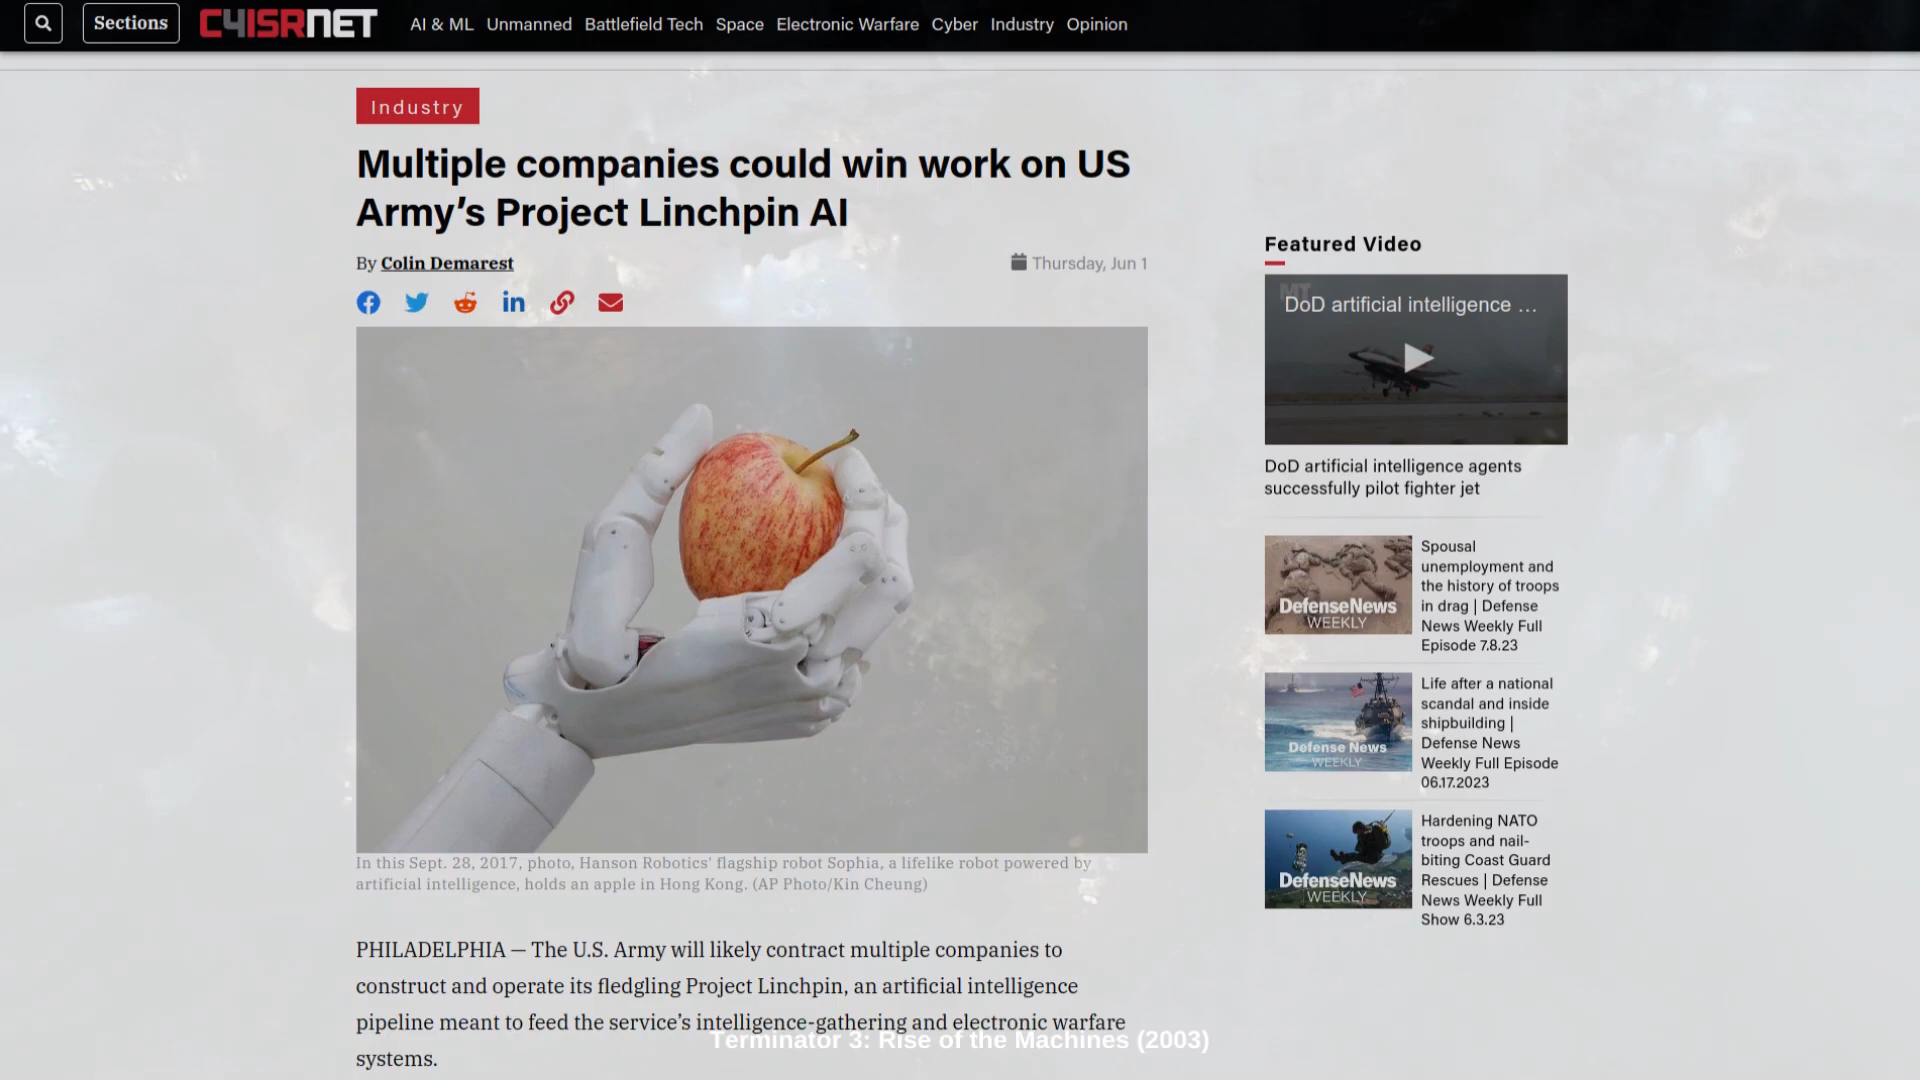 Sections
C4ISRNET
AI & ML
Unmanned
Battlefield Tech
Space
Electronic Warfare
Cyber
Industry
Opinion
Industry
Multiple companies could win work on US
Army’s Project Linchpin AI
By Colin Demarest
Thursday, Jun 1
In this Sept. 28, 2017, photo, Hanson Robotics' flagship robot Sophia, a lifelike robot powered by
artificial intelligence, holds an apple in Hong Kong. (AP Photo/Kin Cheung)
PHILADELPHIA — The U.S. Army will likely contract multiple companies to
construct and operate its fledgling Project Linchpin, an artificial intelligence
pipeline meant to feed the service’s intelligence-gathering and electronic warfare
systems.
Terminator 3: Rise of the Machines (2003)
Featured Video
MT
DoD artificial intelligence …
DoD artificial intelligence agents
successfully pilot fighter jet
DefenseNews
WEEKLY
Spousal
unemployment and
the history of troops
in drag | Defense
News Weekly Full
Episode 7.8.23
Defense News
WEEKLY
Life after a national
scandal and inside
shipbuilding |
Defense News
Weekly Full Episode
06.17.2023
DefenseNews
WEEKLY
Hardening NATO
troops and nail-
biting Coast Guard
Rescues | Defense
News Weekly Full
Show 6.3.23